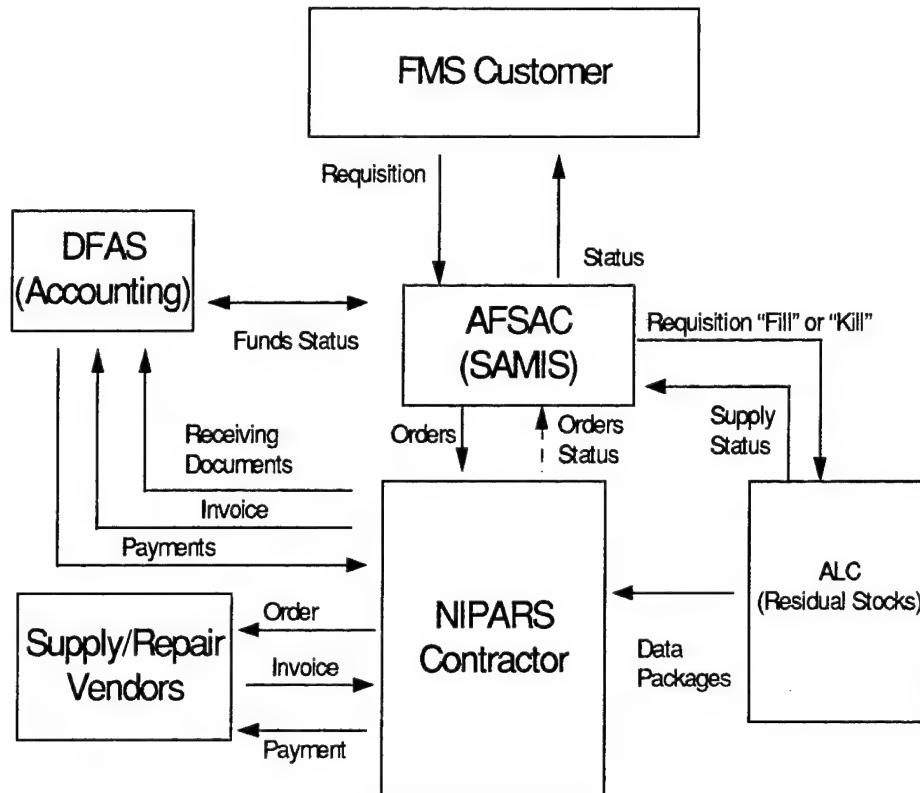 FMS Customer
Requisition
Status
DFAS
(Accounting)
Funds Status
AFSAC
(SAMIS)
Requisition “Fill” or “Kill”
Supply
Status
Orders
Orders
Status
Receiving
Documents
Invoice
Payments
NIPARS
Contractor
ALC
(Residual Stocks)
Data
Packages
Supply/Repair
Vendors
Order
Invoice
Payment